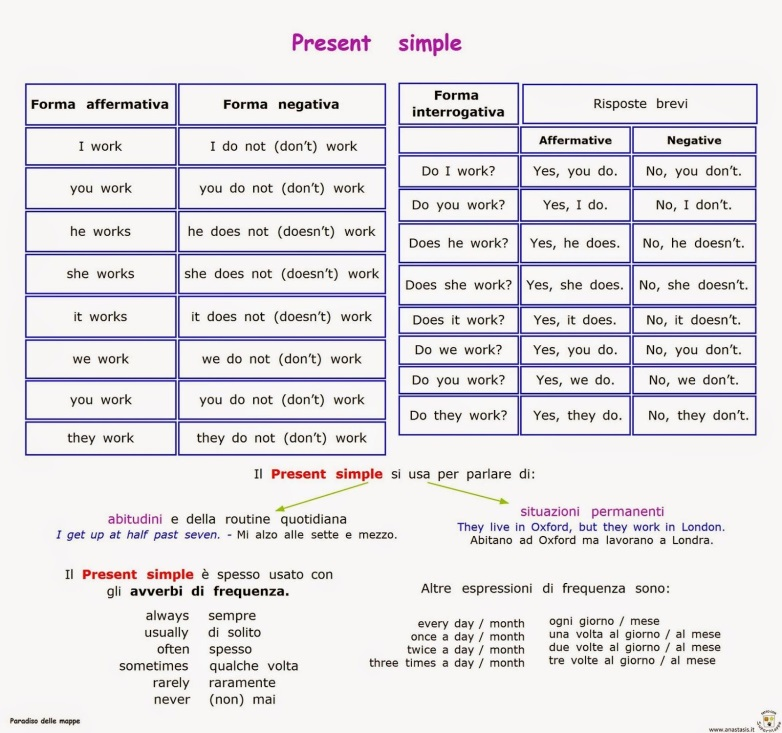 Present simple
Forma affermativa Forma negativa
I work I do not (don't) work
you work you do not (don't) work
he works he does not (doesn't) work
she works she does not (doesn't) work
it works it does not (doesn't) work
we work we do not (don't) work
you work you do not (don't) work
they work they do not (don't) work
Forma interrogativa Risposte brevi
Affermative Negative
Do I work? Yes, you do. No, you don't.
Do you work? Yes, I do. No, I don't.
Does he work? Yes, he does. No, he doesn't.
Does she work? Yes, she does. No, she doesn't.
Does it work? Yes, it does. No, it doesn't.
Do we work? Yes, you do. No, you don't.
Do you work? Yes, we do. No, we don't.
Do they work? Yes, they do. No, they don't.
Il Present simple si usa per parlare di:
abitudini e della routine quotidiana
I get up at half past seven. - Mi alzo alle sette e mezzo.
situazioni permanenti
They live in Oxford, but they work in London.
Abitano ad Oxford ma lavorano a Londra.
Il Present simple è spesso usato con
gli avverbi di frequenza.
always sempre
usually di solito
often spesso
sometimes qualche volta
rarely raramente
never (non) mai
Altre espressioni di frequenza sono:
every day / month ogni giorno / mese
once a day / month una volta al giorno / al mese
twice a day / month due volte al giorno / al mese
three times a day / month tre volte al giorno / al mese
Paradiso delle mappe
www.anastasis.it